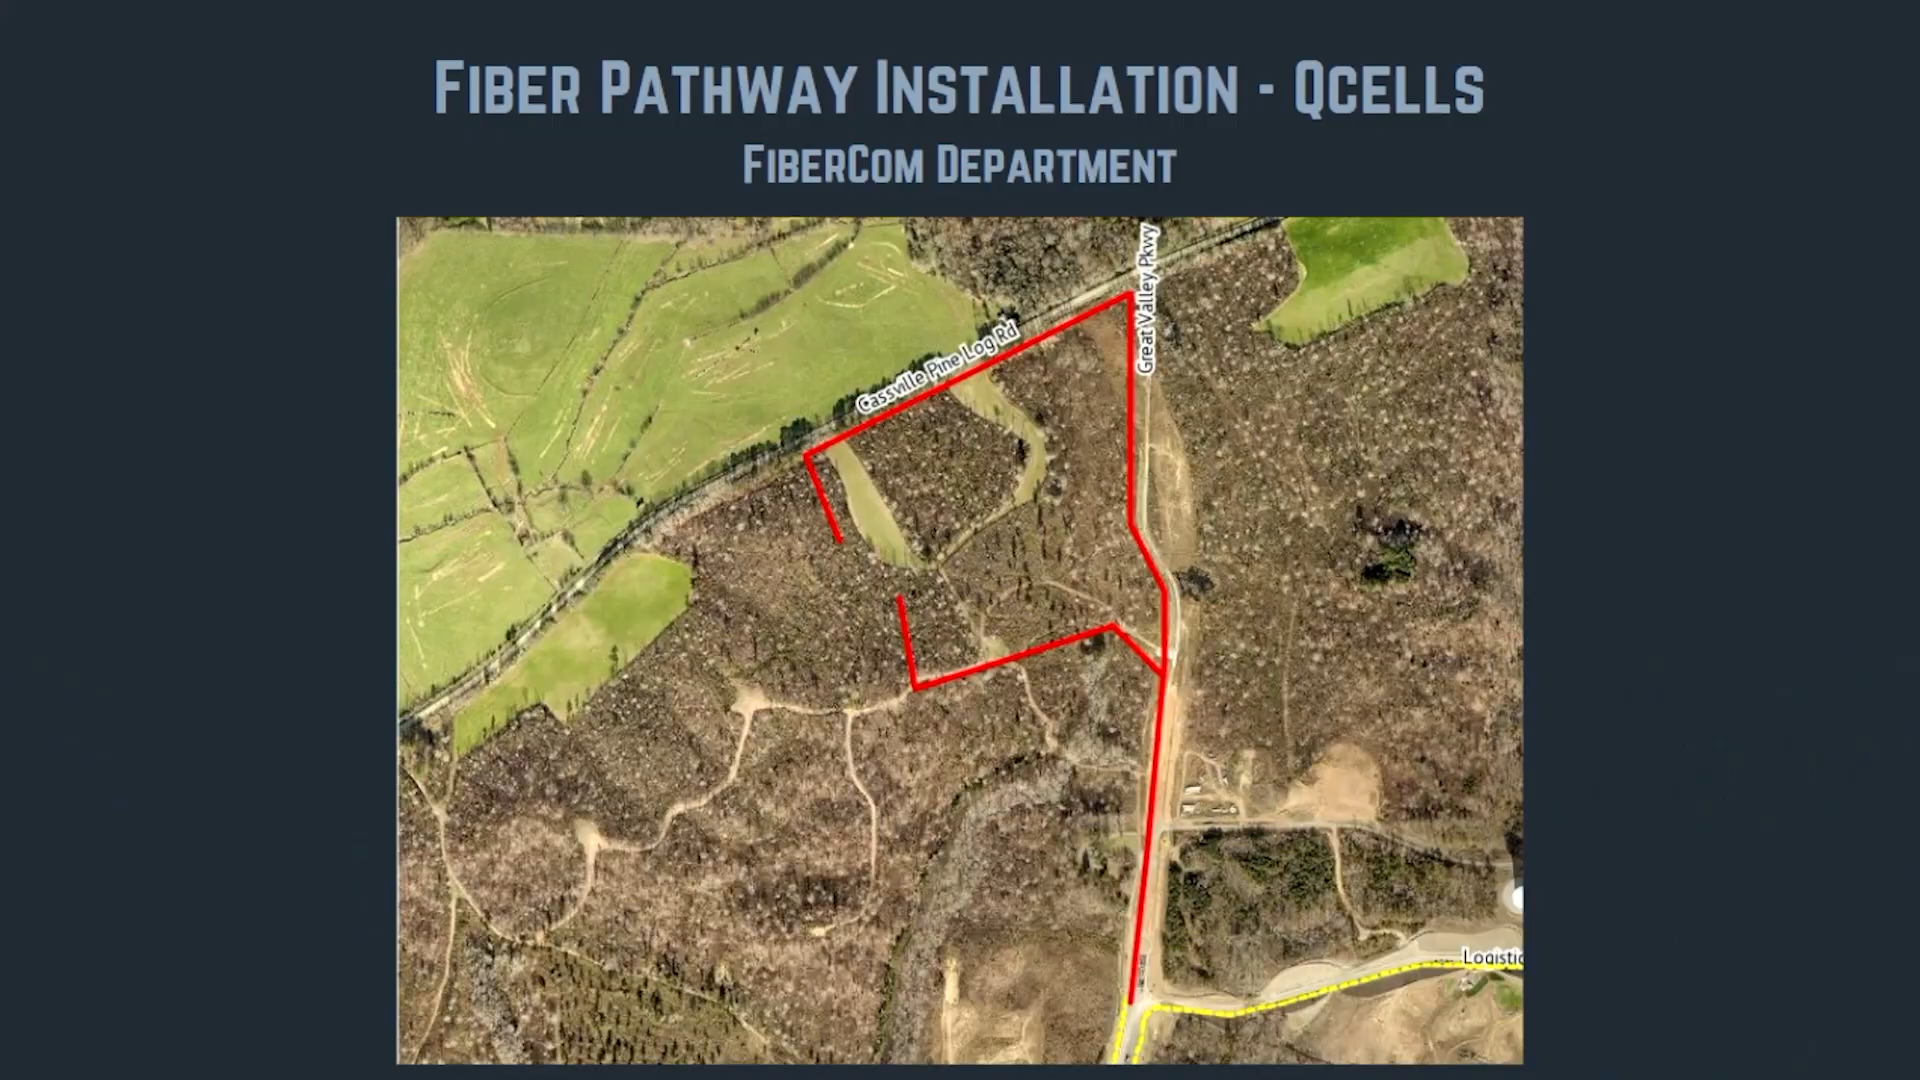 Fiber Pathway Installation - Qcells
FiberCom Department
Great Valley Pkwy
Cassville Pine Log Rd
Logistic